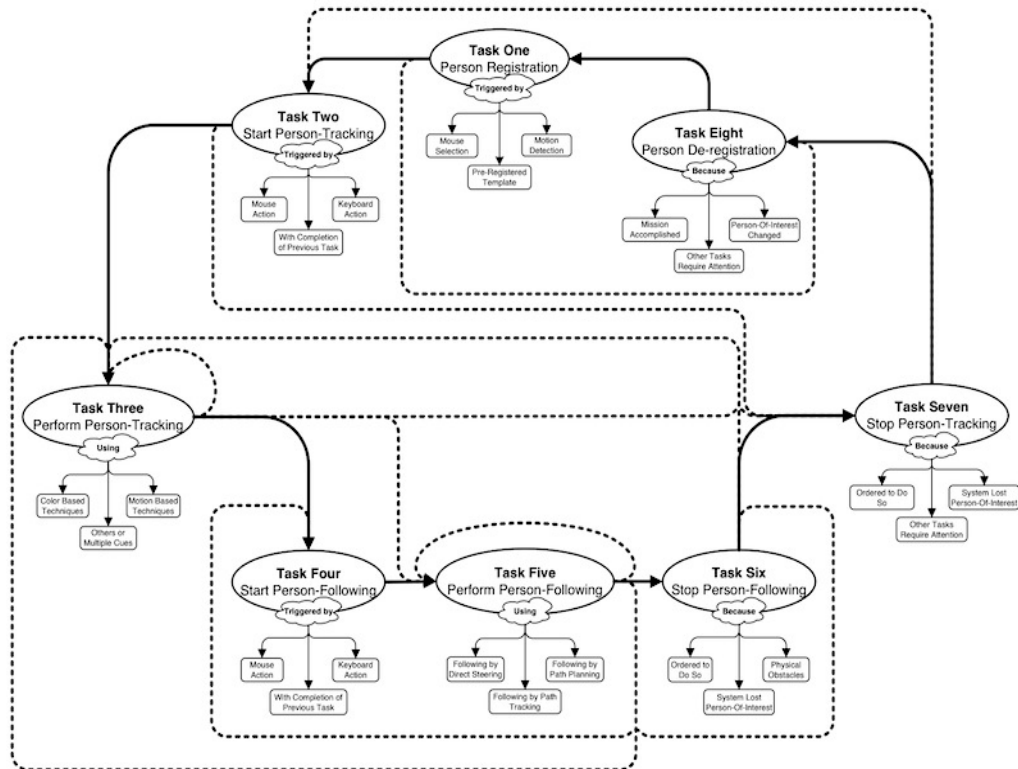 Task One
Person Registration
Triggered by
Mouse
Selection
Motion
Detection
Pre-Registered
Template
Task Two
Start Person-Tracking
Triggered by
Mouse
Action
Keyboard
Action
With Completion
of Previous Task
Task Eight
Person De-registration
Because
Mission
Accomplished
Person-Of-Interest
Changed
Other Tasks
Require Attention
Task Three
Perform Person-Tracking
Using
Color Based
Techniques
Motion Based
Techniques
Others or
Multiple Cues
Task Seven
Stop Person-Tracking
Because
Ordered to Do
So
System Lost
Person-Of-Interest
Other Tasks
Require Attention
Task Four
Start Person-Following
Triggered by
Mouse
Action
Keyboard
Action
With Completion of
Previous Task
Task Five
Perform Person-Following
Using
Following by
Direct Steering
Following by
Path Planning
Following by Path
Tracking
Task Six
Stop Person-Following
Because
Ordered to
Do So
Physical
Obstacles
System Lost
Person-Of-Interest